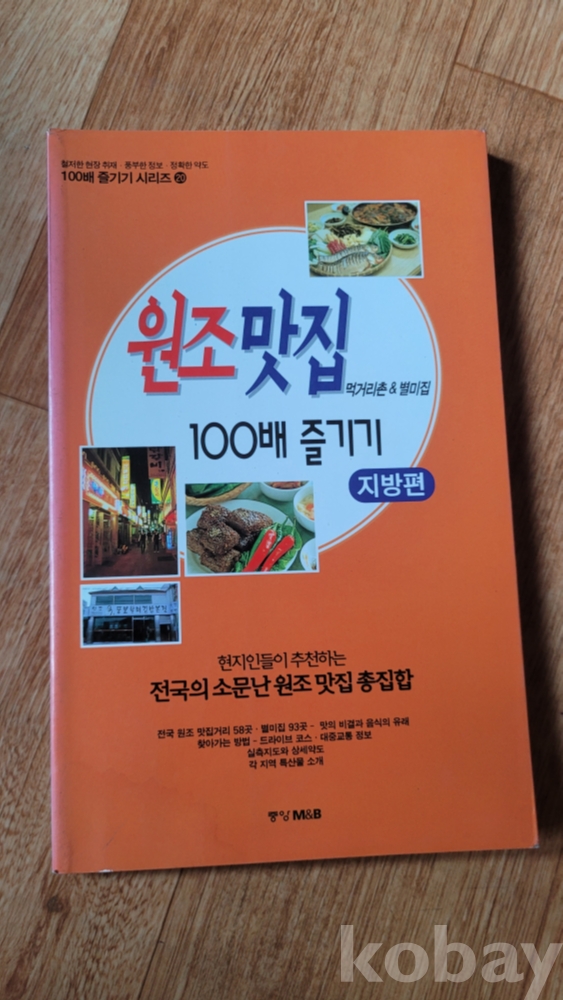 철저한 현장 취재 · 풍부한 정보 · 정확한 약도
100배 즐기기 시리즈 20
원조맛집
먹거리촌 & 별미집
100배 즐기기
지방편
현지인들이 추천하는
전국의 소문난 원조 맛집 총집합
전국 원조 맛집거리 58곳 · 별미집 93곳 - 맛의 비결과 음식의 유래
찾아가는 방법 - 드라이브 코스 · 대중교통 정보
실측지도와 상세약도
각 지역 특산물 소개
중앙 M&B
kobay